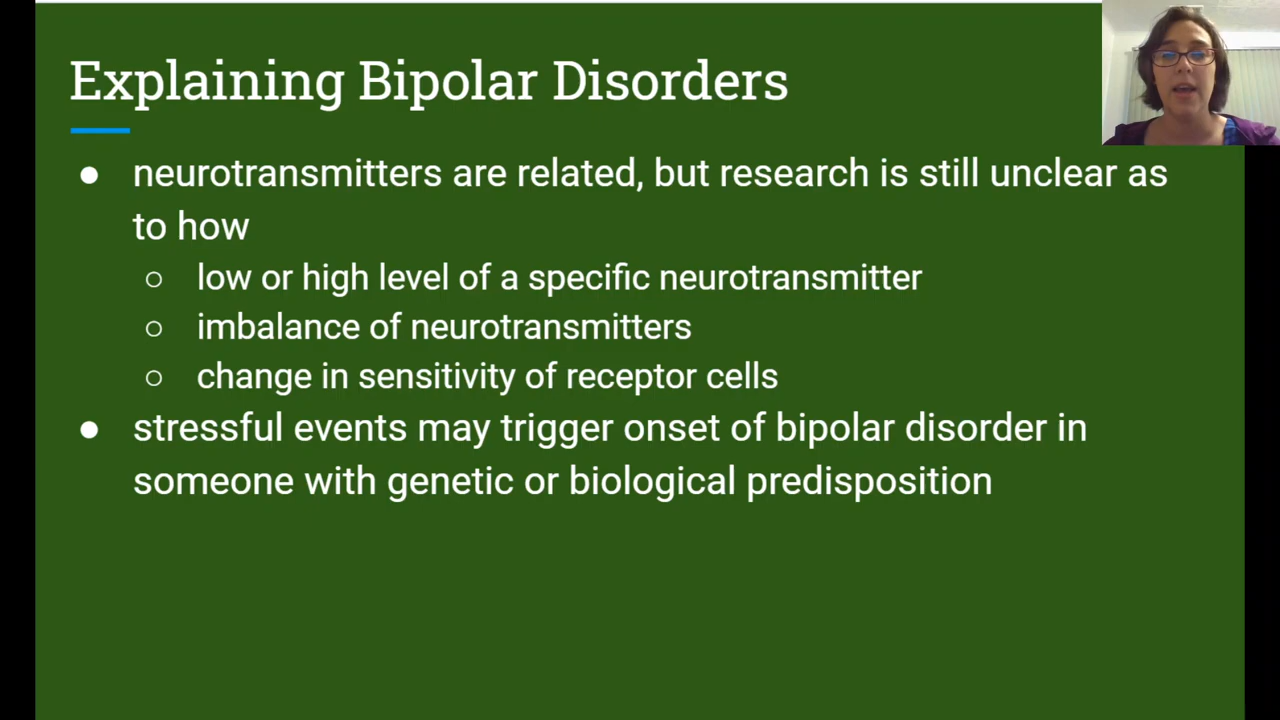 Explaining Bipolar Disorders
● neurotransmitters are related, but research is still unclear as
to how
○ low or high level of a specific neurotransmitter
○ imbalance of neurotransmitters
○ change in sensitivity of receptor cells
● stressful events may trigger onset of bipolar disorder in
someone with genetic or biological predisposition